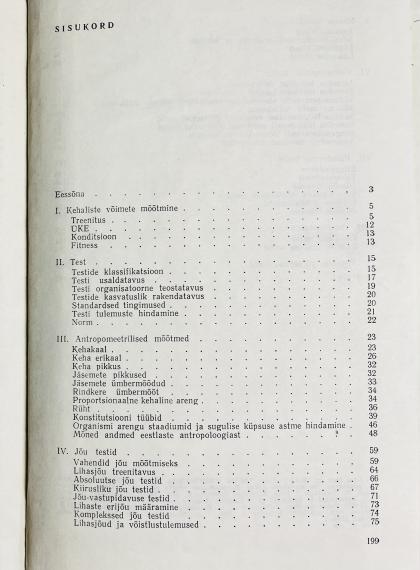 SISUKORD
Eessõna . . . 3
I. Kehaliste võimete mõõtmine . . . 5
Treenitus . . . 5
ÜKE . . . 12
Konditsioon . . . 13
Fitness . . . 13
II. Test . . . 15
Testide klassifikatsioon . . . 15
Testi usaldatavus . . . 17
Testi organisatoorne teostatavus . . . 19
Testide kasvatuslik rakendatavus . . . 20
Standardsed tingimused . . . 20
Testi tulemuste hindamine . . . 21
Norm . . . 22
III. Antropomeetrilised mõõtmed . . . 23
Kehakaal . . . 23
Keha erikaal . . . 26
Keha pikkus . . . 32
Jäsemete pikkused . . . 32
Jäsemete ümbermõõdud . . . 33
Rindkere ümbermõõt . . . 34
Proportsionaalne kehaline areng . . . 34
Rüht . . . 36
Konstitutsiooni tüübid . . . 39
Organismi arengu staadiumid ja sugulise küpsuse astme hindamine . 46
Mõned andmed eestlaste antropoloogiast . . . 48
IV. Jõu testid . . . 59
Vahendid jõu mõõtmiseks . . . 59
Lihasjõu treenitavus . . . 64
Absoluutse jõu testid . . . 66
Kiirusliku jõu testid . . . 67
Jõu-vastupidavuse testid . . . 71
Lihaste erijõu määramine . . . 73
Komplekssed jõu testid . . . 74
Lihasjõud ja võistlustulemused . . . 75
199